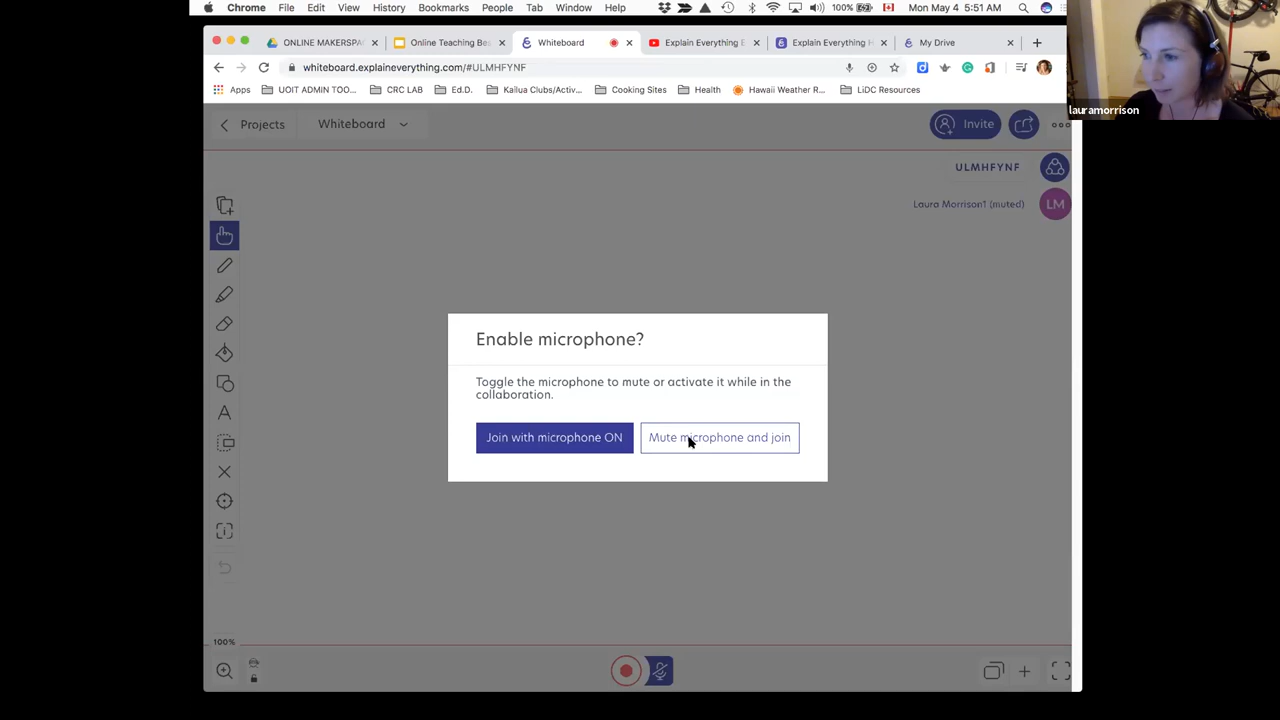 Chrome File Edit View History Bookmarks People Tab Window Help 100% Mon May 4 5:51 AM
ONLINE MAKERSPA Online Teaching Bes Whiteboard Explain Everything E Explain Everything H My Drive
whiteboard.explaineverything.com/#ULMHFYNF
Apps UOIT ADMIN TOO... CRC LAB Ed.D. Kailua Clubs/Activ... Cooking Sites Health Hawaii Weather R... LiDC Resources
lauramorrison
Projects Whiteboard Invite
ULMHFYNF
Laura Morrison1 (muted) LM
Enable microphone?
Toggle the microphone to mute or activate it while in the
collaboration.
Join with microphone ON Mute microphone and join
A
100%